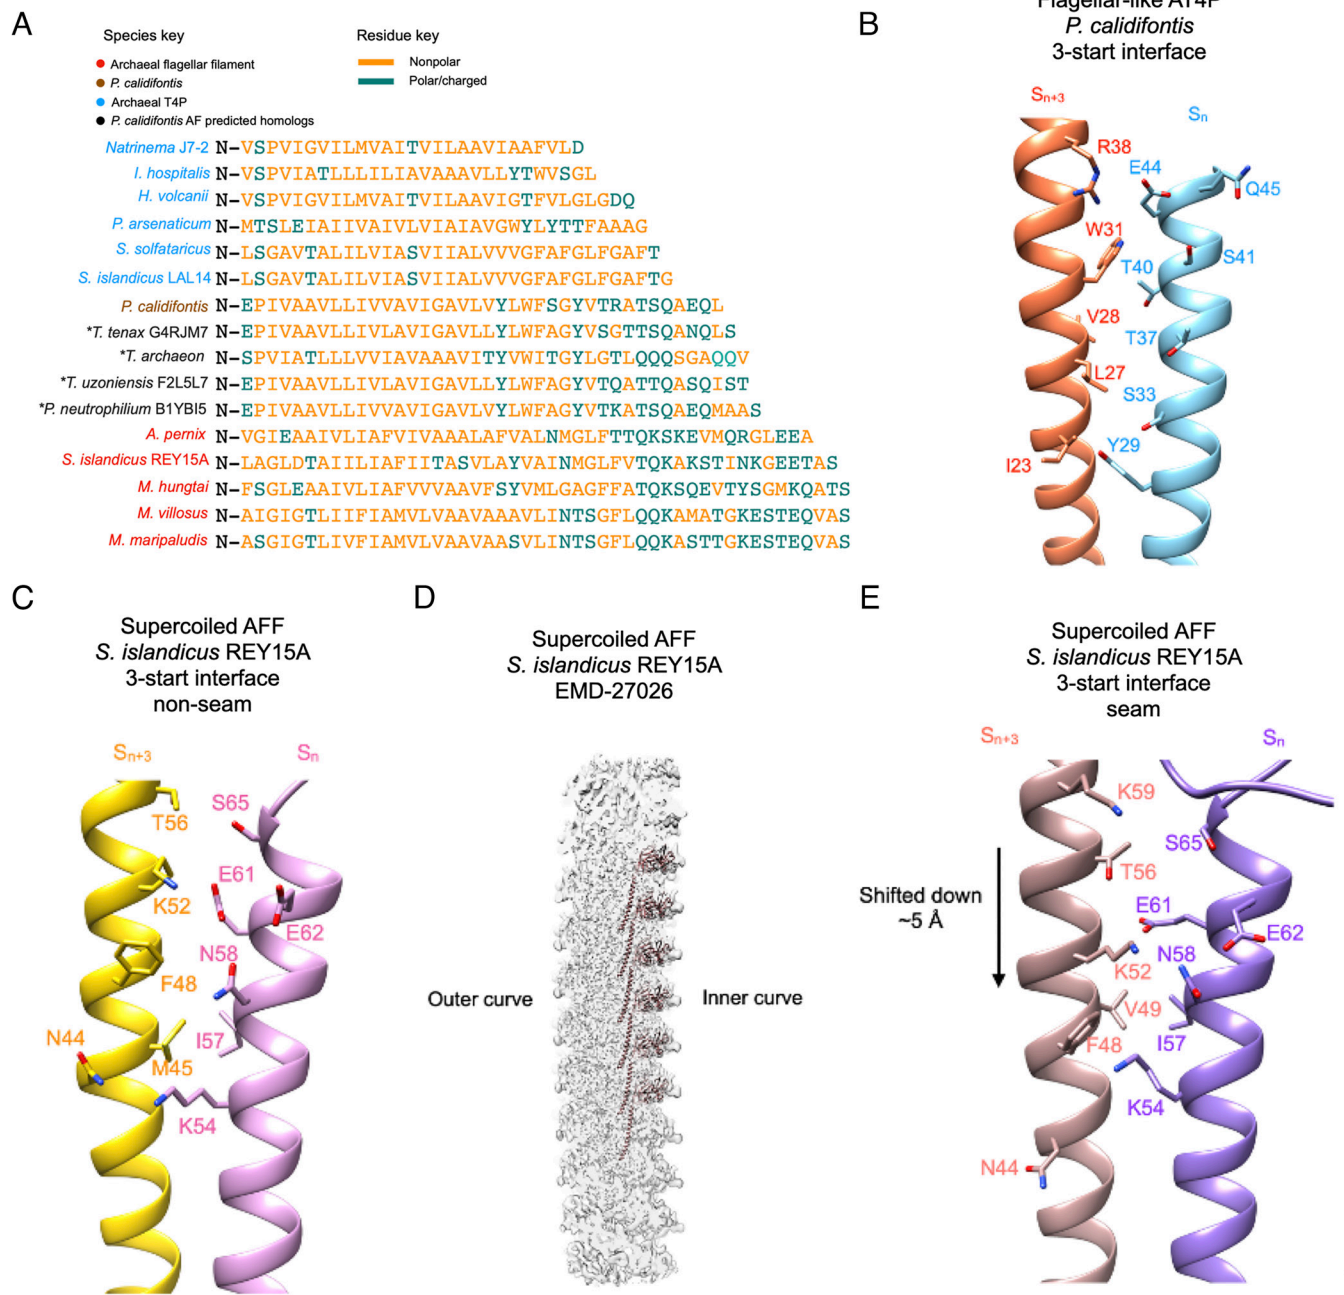 A
Species key
Archaeal flagellar filament
P. calidifontis
Archaeal T4P
P. calidifontis AF predicted homologs
Residue key
Nonpolar
Polar/charged
Natrinema J7-2 N-VSPVIGVILMVAITVILAAVIAAFVLD
I. hospitalis N-VSPVIATLLLILIAVAAAVLLYTWVSGL
H. volcanii N-VSPVIGVILMVAITVILAAVIGTFVLGLGDQ
P. arsenaticum N-MTSLEIAIIVAIVLVIAIAVGWYLYTTFAAAG
S. solfataricus N-LSGAVTALILVIASVIIALVVVGFAFGLFGAFT
S. islandicus LAL14 N-LSGAVTALILVIASVIIALVVVGFAFGLFGAFTG
P. calidifontis N-EPIVAAVLLIVVAVIGAVLVYLWFSGYVTRATSQAEQL
*T. tenax G4RJM7 N-EPIVAAVLLIVVAVIGAVLLYLWFAGYVSGTTSQANQLS
*T. archaeon N-SPVIATLLLVVIAVAAAVITYVWITGYLGTLQQQSGAQQV
*T. uzoniensis F2L5L7 N-EPIVAAVLLIVLAVIGAVLLYLWFAGYVTQATTQASQIST
*P. neutrophilium B1YBI5 N-EPIVAAVLLIVVAVIGAVLVYLWFAGYVTKATSQAEQMAAS
A. pernix N-VGIEAAIVLIAFVIVAAALAFVALNMGLFTTQKSKEVMQRGLEEA
S. islandicus REY15A N-LAGLDTAIILIAFIITASVLAYVAINMGLFVTQKAKSTINKGEETAS
M. hungtai N-FSGLEAAIVLIAFVVVAAVFSYVMLGAGFFATQKSQEVTYSGMKQATS
M. villosus N-AIGIGTLIIFIAMVLVAAVAAAVLINTSGFLQQKAMATGKESTEQVAS
M. maripaludis N-ASGIGTLIVFIAMVLVAAVAASVLINTSGFLQQKASTTGKESTEQVAS
B
P. calidifontis
3-start interface
Sn+3
Sn
R38
E44
Q45
W31
T40
S41
V28
T37
L27
S33
Y29
I23
C
Supercoiled AFF
S. islandicus REY15A
3-start interface
non-seam
Sn+3
Sn
T56
S65
K52
E61
E62
F48
N58
N44
M45
I57
K54
D
Supercoiled AFF
S. islandicus REY15A
EMD-27026
Outer curve
Inner curve
E
Supercoiled AFF
S. islandicus REY15A
3-start interface
seam
Sn+3
Sn
Shifted down
~5 Å
K59
S65
T56
E61
E62
K52
N58
V49
F48
I57
K54
N44